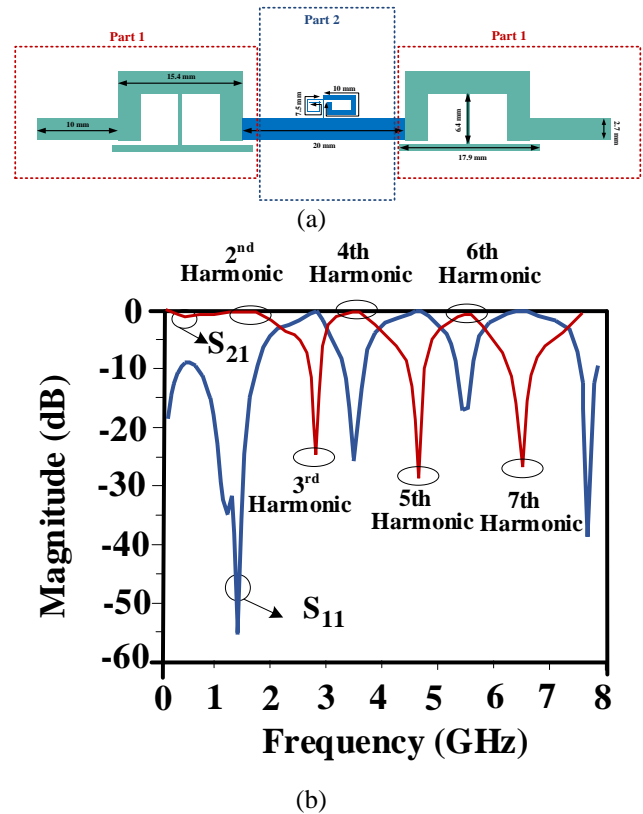 Part 1
Part 2
Part 1
15.4 mm
10 mm
7.5 mm
10 mm
20 mm
6.4 mm
17.9 mm
2.7 mm
(a)
2nd Harmonic
4th Harmonic
6th Harmonic
S21
3rd Harmonic
5th Harmonic
7th Harmonic
S11
Magnitude (dB)
0
-10
-20
-30
-40
-50
-60
0 1 2 3 4 5 6 7 8
Frequency (GHz)
(b)